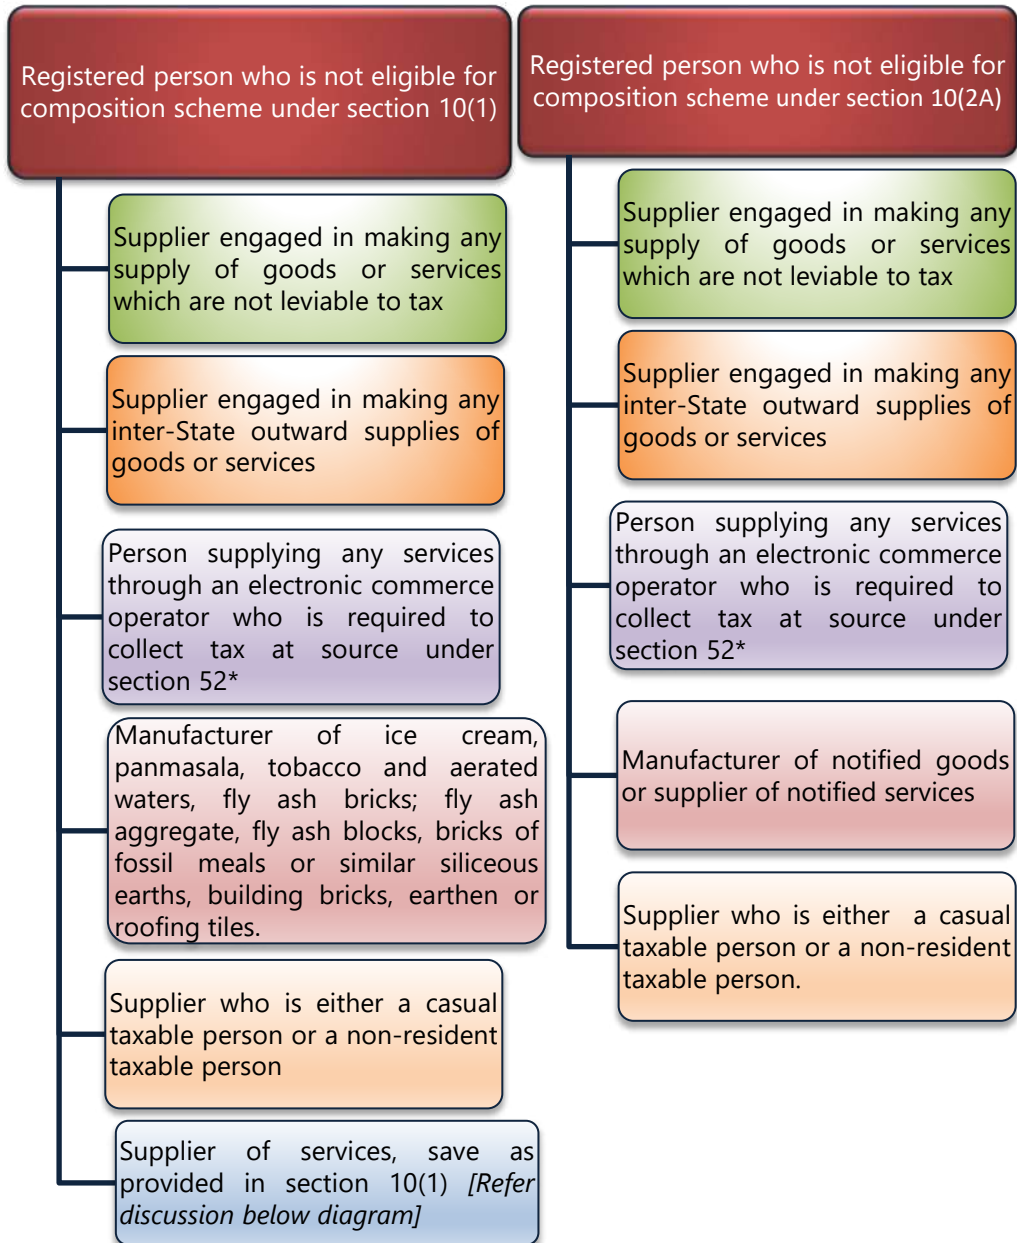 Registered person who is not eligible for
composition scheme under section 10(1)
Supplier engaged in making any
supply of goods or services
which are not leviable to tax
Supplier engaged in making any
inter-State outward supplies of
goods or services
Person supplying any services
through an electronic commerce
operator who is required to
collect tax at source under
section 52*
Manufacturer of ice cream,
panmasala, tobacco and aerated
waters, fly ash bricks; fly ash
aggregate, fly ash blocks, bricks of
fossil meals or similar siliceous
earths, building bricks, earthen or
roofing tiles.
Supplier who is either a casual
taxable person or a non-resident
taxable person
Supplier of services, save as
provided in section 10(1) [Refer
discussion below diagram]
Registered person who is not eligible for
composition scheme under section 10(2A)
Supplier engaged in making any
supply of goods or services
which are not leviable to tax
Supplier engaged in making any
inter-State outward supplies of
goods or services
Person supplying any services
through an electronic commerce
operator who is required to
collect tax at source under
section 52*
Manufacturer of notified goods
or supplier of notified services
Supplier who is either a casual
taxable person or a non-resident
taxable person.